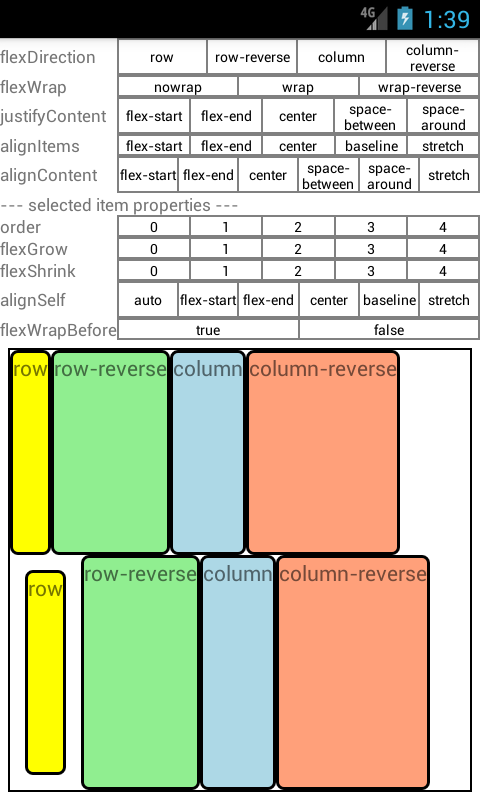 4G 1:39
flexDirection row row-reverse column column-
reverse
flexWrap nowrap wrap wrap-reverse
justifyContent flex-start flex-end center space-
between space-
around
alignItems flex-start flex-end center baseline stretch
alignContent flex-start flex-end center space-
between space-
around stretch
--- selected item properties ---
order 0 1 2 3 4
flexGrow 0 1 2 3 4
flexShrink 0 1 2 3 4
alignSelf auto flex-start flex-end center baseline stretch
flexWrapBefore true false
row row-reverse column column-reverse
row-reverse column column-reverse
row